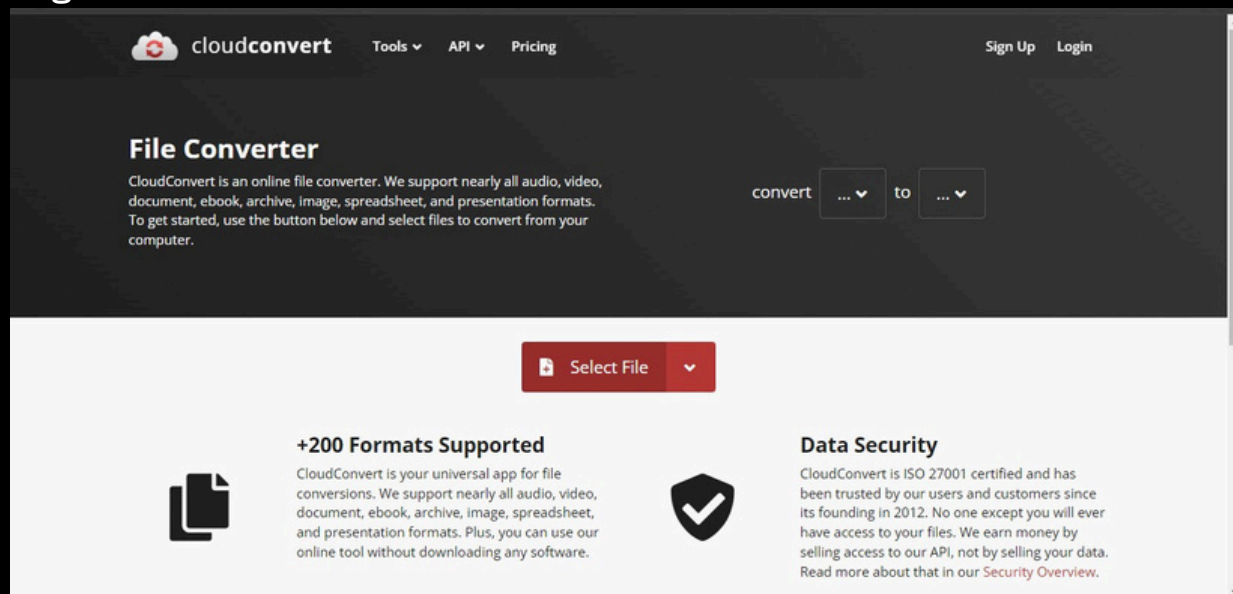 cloudconvert
Tools
API
Pricing
Sign Up
Login
File Converter
CloudConvert is an online file converter. We support nearly all audio, video,
document, ebook, archive, image, spreadsheet, and presentation formats.
To get started, use the button below and select files to convert from your
computer.
convert ... to ...
Select File
+200 Formats Supported
CloudConvert is your universal app for file
conversions. We support nearly all audio, video,
document, ebook, archive, image, spreadsheet,
and presentation formats. Plus, you can use our
online tool without downloading any software.
Data Security
CloudConvert is ISO 27001 certified and has
been trusted by our users and customers since
its founding in 2012. No one except you will ever
have access to your files. We earn money by
selling access to our API, not by selling your data.
Read more about that in our Security Overview.